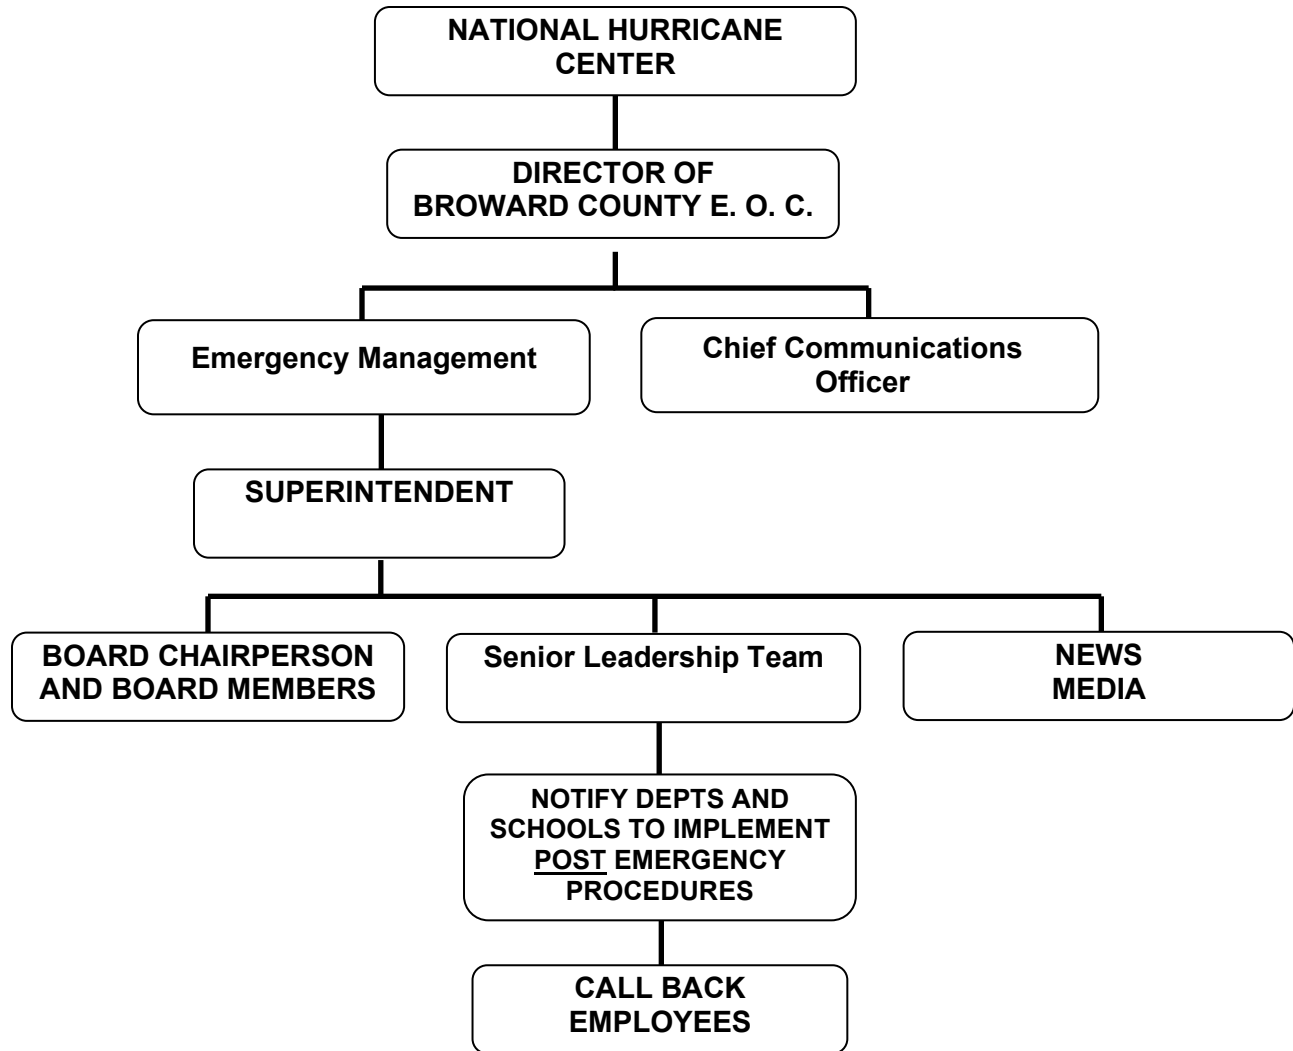 NATIONAL HURRICANE
CENTER
DIRECTOR OF
BROWARD COUNTY E. O. C.
Emergency Management
Chief Communications
Officer
SUPERINTENDENT
BOARD CHAIRPERSON
AND BOARD MEMBERS
Senior Leadership Team
NEWS
MEDIA
NOTIFY DEPTS AND
SCHOOLS TO IMPLEMENT
POST EMERGENCY
PROCEDURES
CALL BACK
EMPLOYEES